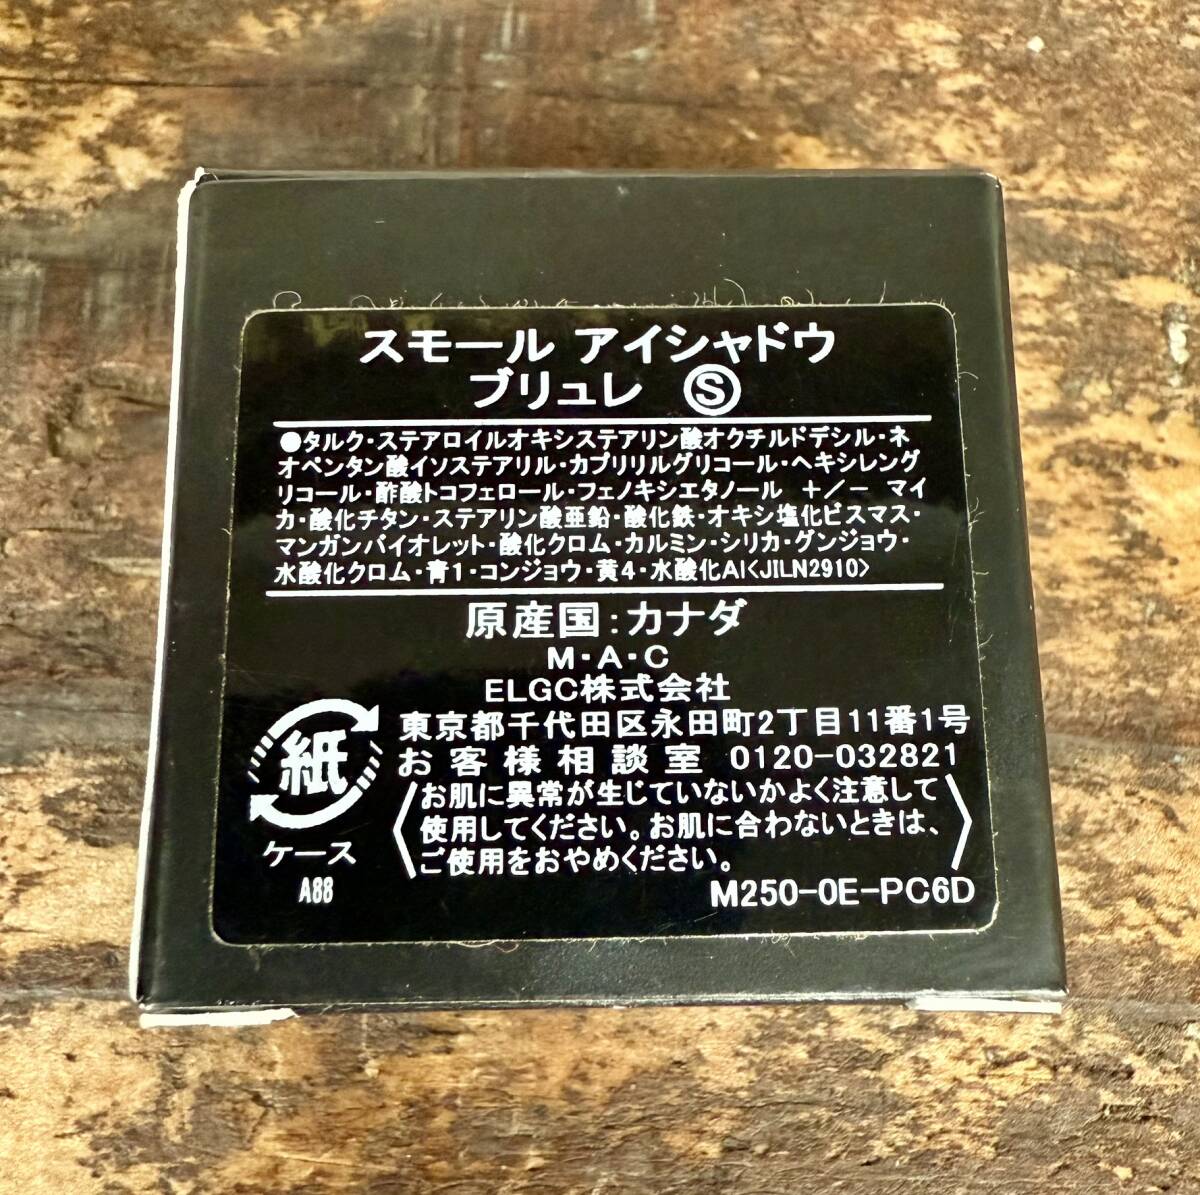 スモール アイシャドウ
ブリュレ Ⓢ
●タルク・ステアロイルオキシステアリン酸オクチルドデシル・ネ
オペンタン酸イソステアリル・カプリリルグリコール・ヘキシレング
リコール・酢酸トコフェロール・フェノキシエタノール +/− マイ
カ・酸化チタン・ステアリン酸亜鉛・酸化鉄・オキシ塩化ビスマス・
マンガンバイオレット・酸化クロム・カルミン・シリカ・グンジョウ・
水酸化クロム・青1・コンジョウ・黄4・水酸化Al<JILN2910>
原産国:カナダ
M・A・C
ELGC株式会社
東京都千代田区永田町2丁目11番1号
お客様相談室 0120-032821
お肌に異常が生じていないかよく注意して
使用してください。お肌に合わないときは、
ご使用をおやめください。
紙
ケース
A88
M250-0E-PC6D